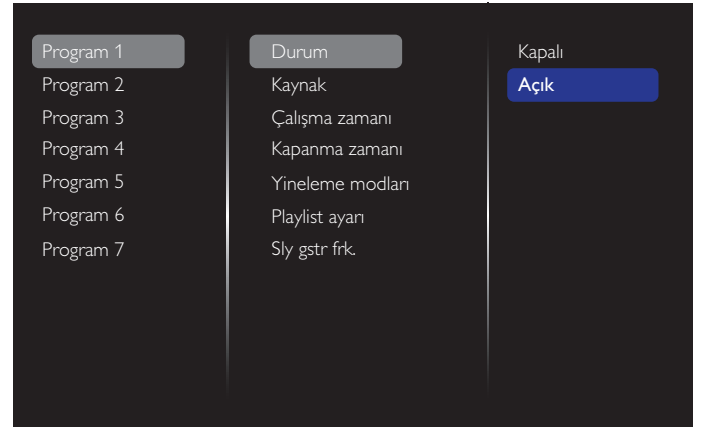 Program 1
Program 2
Program 3
Program 4
Program 5
Program 6
Program 7
Durum
Kaynak
Çalışma zamanı
Kapanma zamanı
Yineleme modları
Playlist ayarı
Sly gstr frk.
Kapalı
Açık